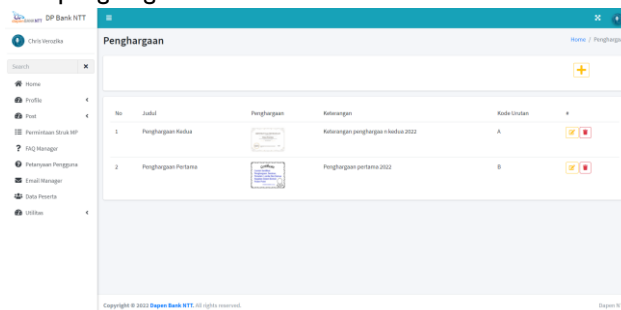 DP Bank NTT
Chris Verozika
Penghargaan
Home / Penghargaa
Search
Home
Profile
Post
Permintaan Struk MP
FAQ Manager
Pertanyaan Pengguna
Email Manager
Data Peserta
Utilitas
No Judul Penghargaan Keterangan Kode Urutan #
1 Penghargaan Kedua Keterangan penghargaa n kedua 2022 A
2 Penghargaan Pertama Penghargaan pertama 2022 B
Copyright © 2022 Dapen Bank NTT. All rights reserved.
Dapen N